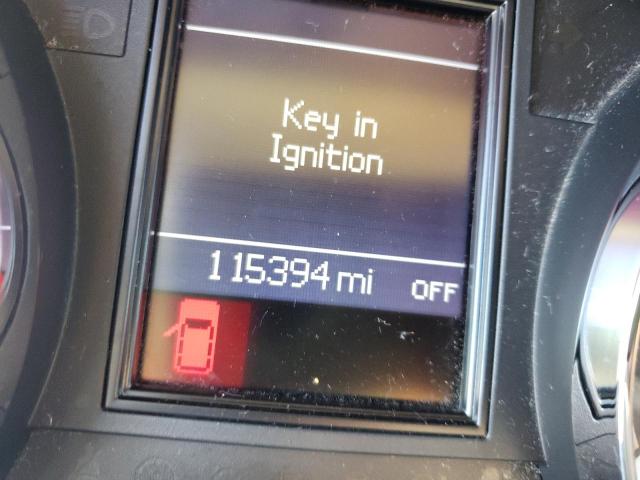 Key in
Ignition
115394 mi OFF